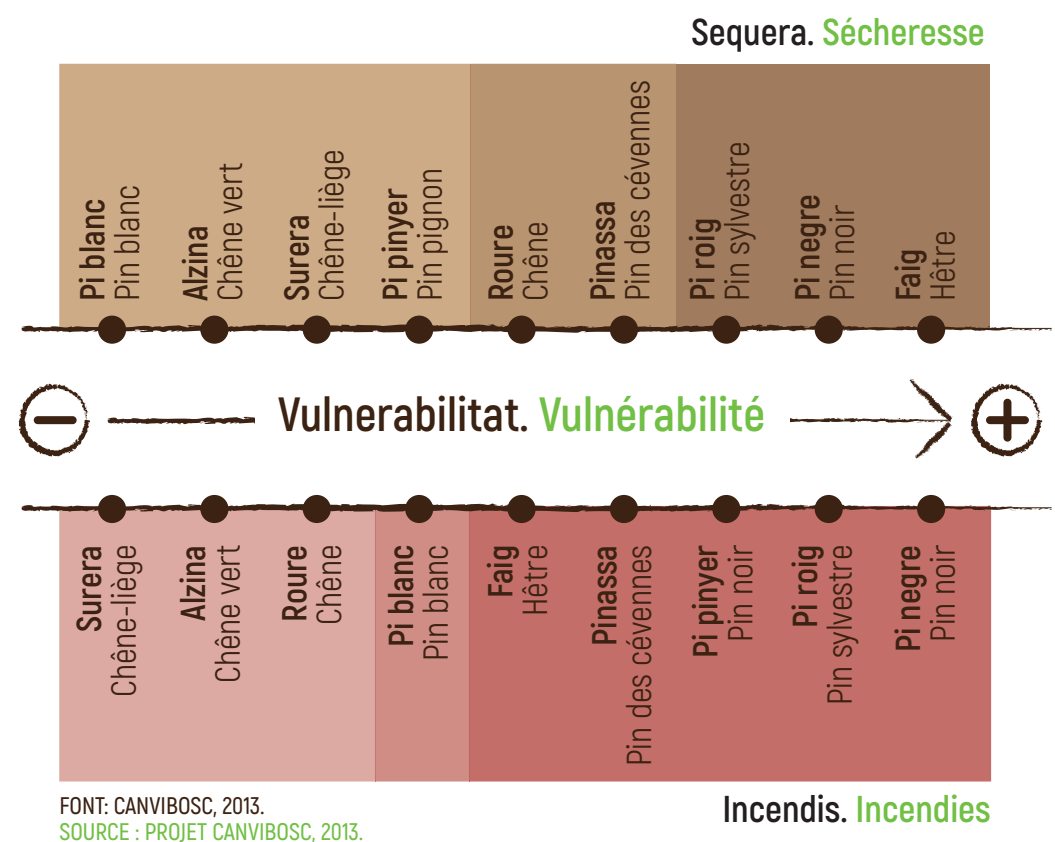 Sequera. Sécheresse
Pi blanc
Pin blanc
Alzina
Chêne vert
Surera
Chêne-liège
Pi pinyer
Pin pignon
Roure
Chêne
Pinassa
Pin des cévennes
Pi roig
Pin sylvestre
Pi negre
Pin noir
Faig
Hêtre
Vulnerabilitat. Vulnérabilité
Surera
Chêne-liège
Alzina
Chêne vert
Roure
Chêne
Pi blanc
Pin blanc
Faig
Hêtre
Pinassa
Pin des cévennes
Pi pinyer
Pin noir
Pi roig
Pin sylvestre
Pi negre
Pin noir
Incendis. Incendies
FONT: CANVIBOSC, 2013.
SOURCE : PROJET CANVIBOSC, 2013.